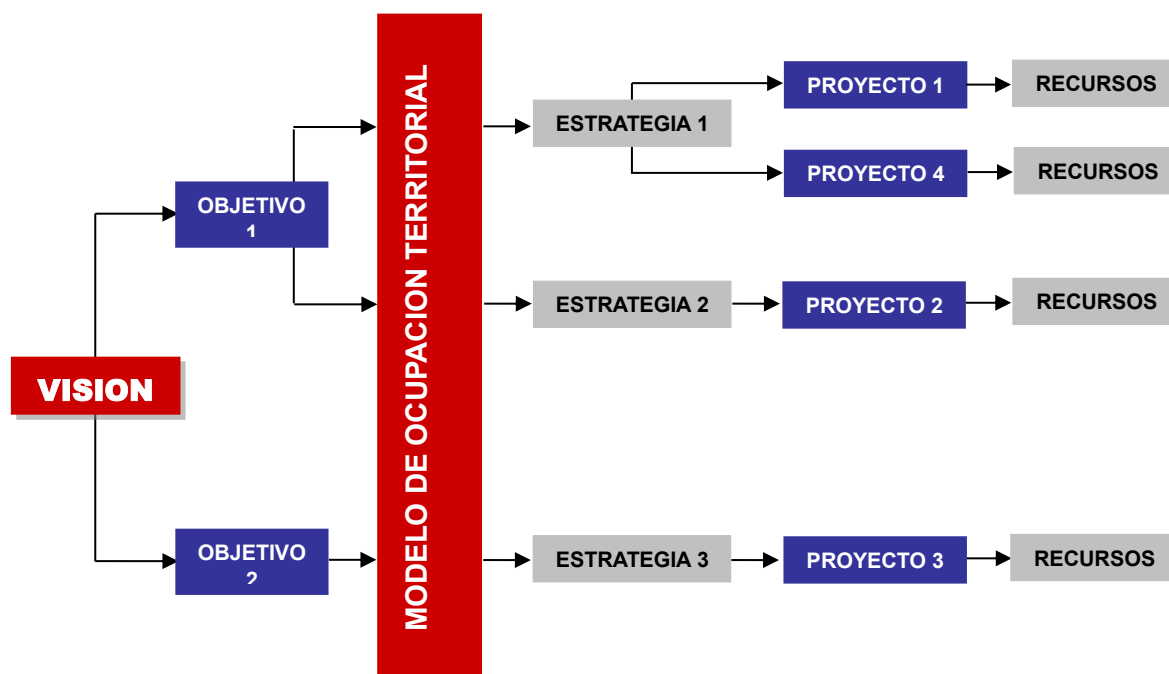 VISION
OBJETIVO
1
OBJETIVO
2
MODELO DE OCUPACION TERRITORIAL
ESTRATEGIA 1
PROYECTO 1
RECURSOS
PROYECTO 4
RECURSOS
ESTRATEGIA 2
PROYECTO 2
RECURSOS
ESTRATEGIA 3
PROYECTO 3
RECURSOS